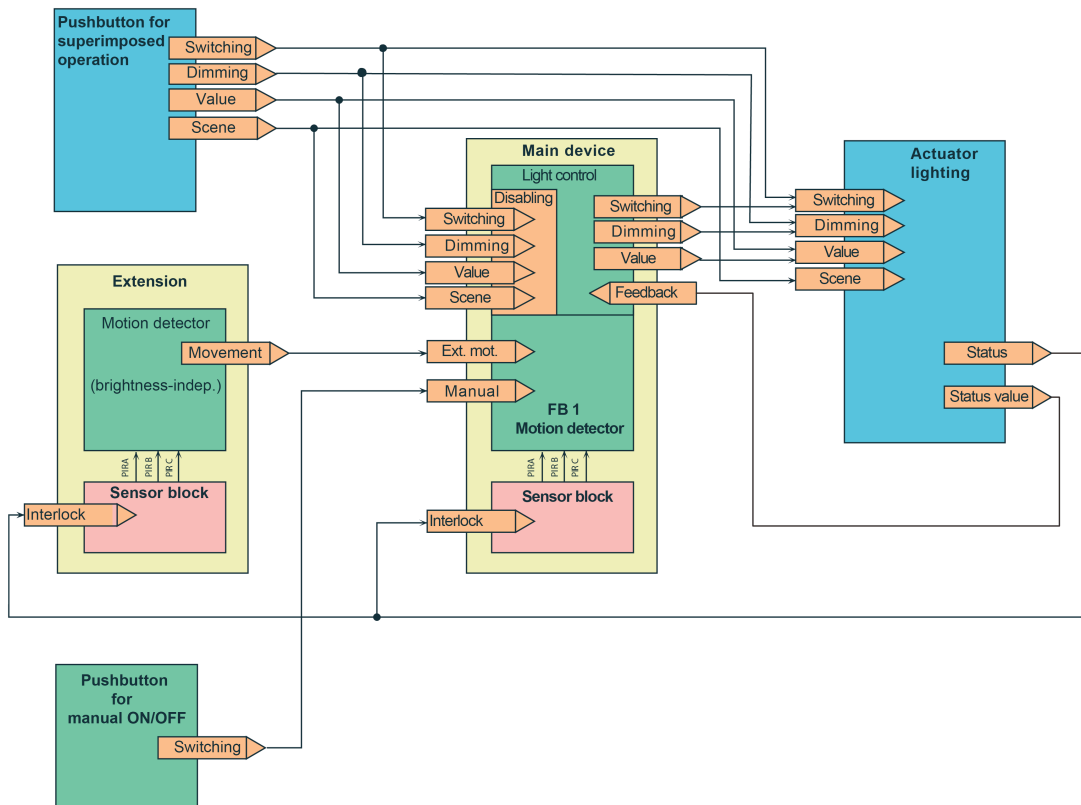 Pushbutton for
superimposed
operation
Switching
Dimming
Value
Scene
Main device
Light control
Disabling
Switching
Dimming
Value
Scene
Switching
Dimming
Value
Feedback
Ext. mot.
Manual
FB 1
Motion detector
PIR A
PIR B
PIR C
Sensor block
Interlock
Actuator
lighting
Switching
Dimming
Value
Scene
Status
Status value
Extension
Motion detector
Movement
(brightness-indep.)
PIR A
PIR B
PIR C
Sensor block
Interlock
Pushbutton
for
manual ON/OFF
Switching